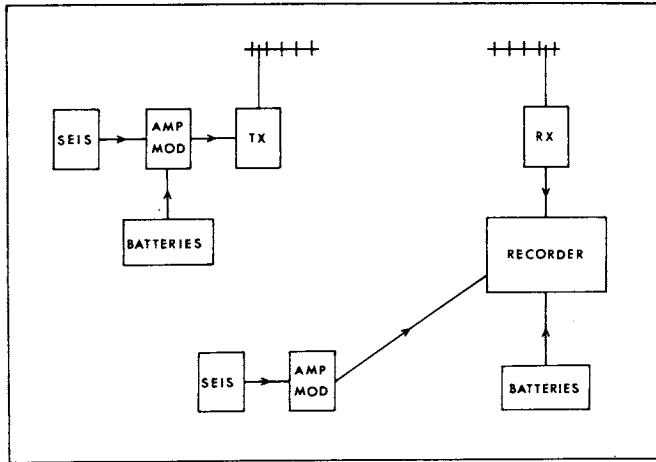 SEIS
AMP
MOD
TX
BATTERIES
RX
RECORDER
SEIS
AMP
MOD
BATTERIES